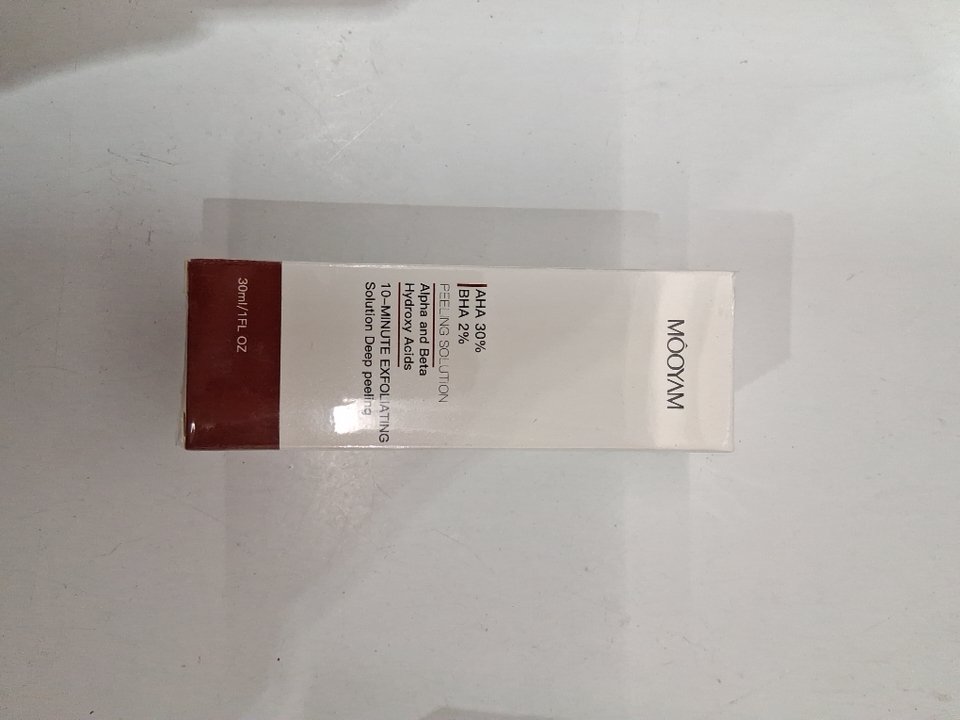 MÔOYAM
AHA 30%
BHA 2%
PEELING SOLUTION
Alpha and Beta
Hydroxy Acids
10-MINUTE EXFOLIATING
Solution Deep peeling
30ml/1FL OZ